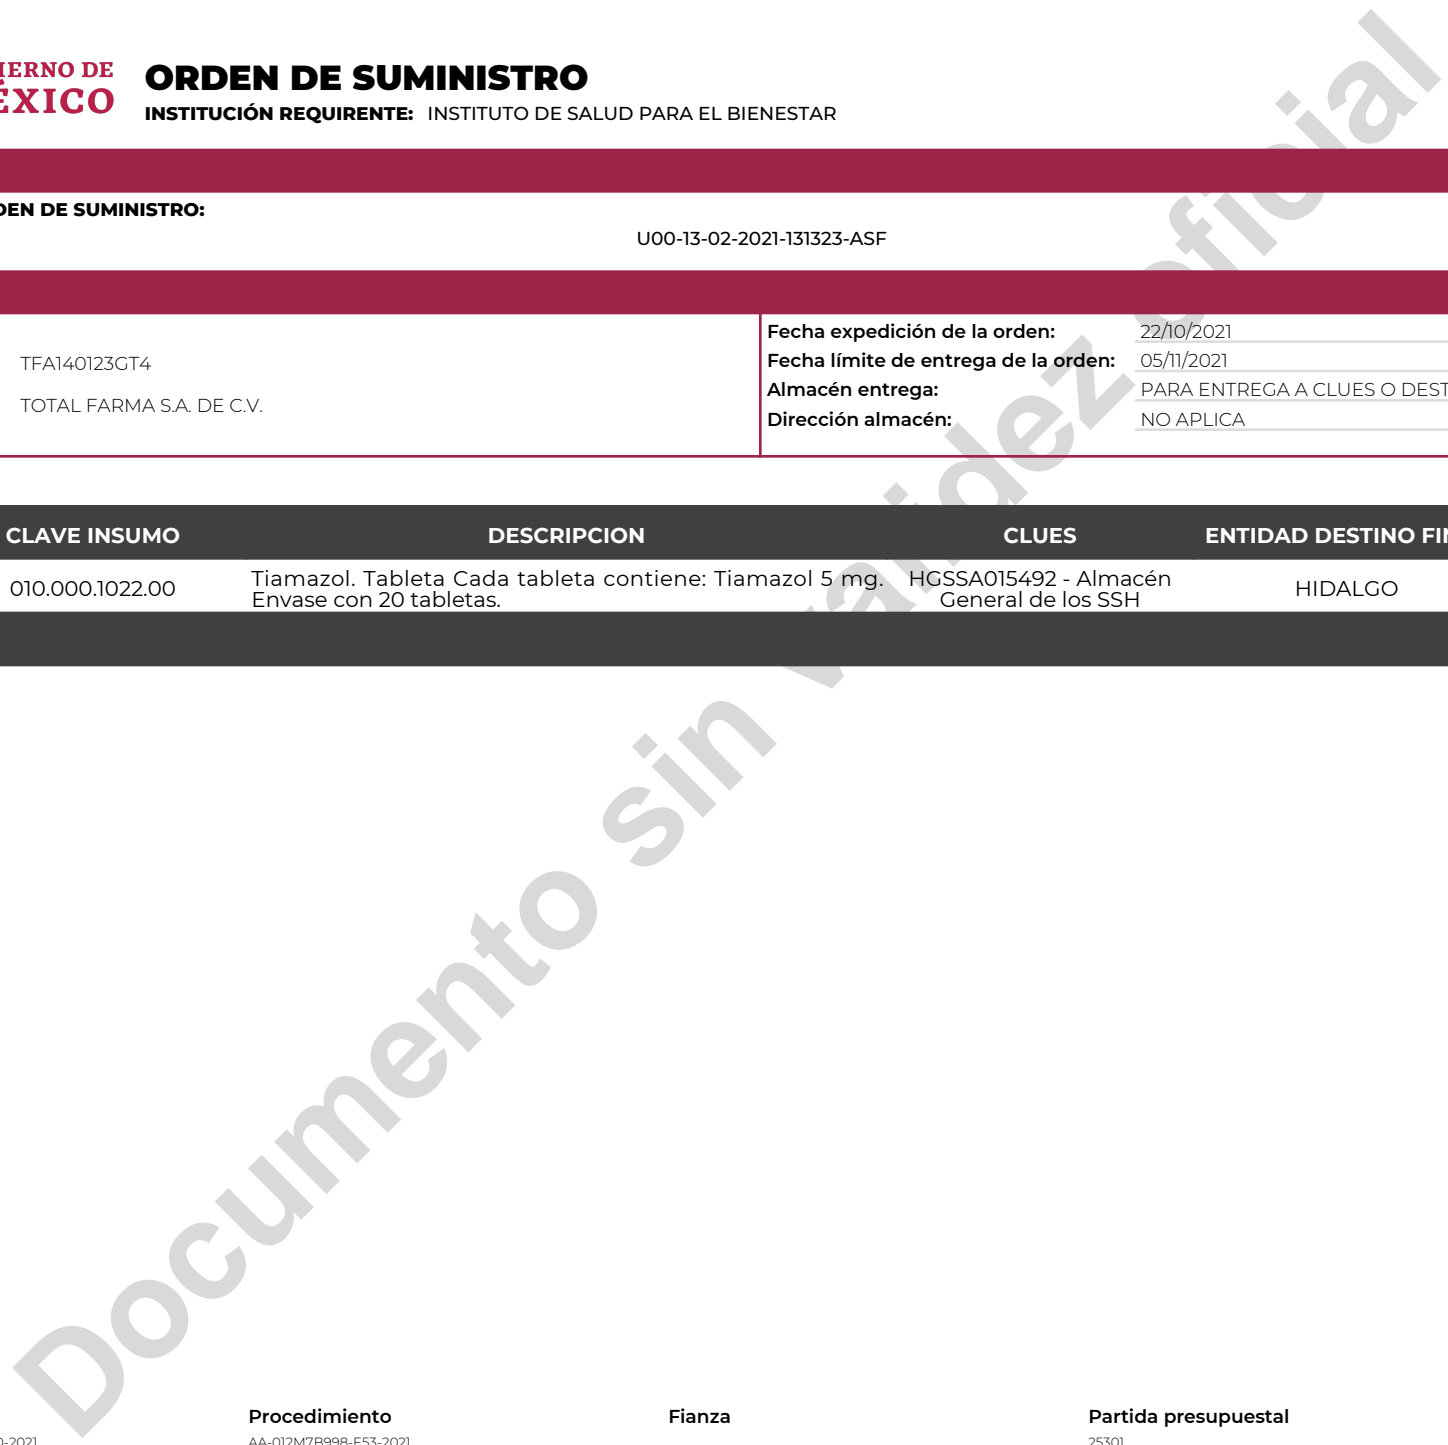 IERNO DE
ÉXICO
ORDEN DE SUMINISTRO
INSTITUCIÓN REQUIRENTE: INSTITUTO DE SALUD PARA EL BIENESTAR
DEN DE SUMINISTRO:
U00-13-02-2021-131323-ASF
TFA140123GT4
TOTAL FARMA S.A. DE C.V.
Fecha expedición de la orden: 22/10/2021
Fecha límite de entrega de la orden: 05/11/2021
Almacén entrega: PARA ENTREGA A CLUES O DEST
Dirección almacén: NO APLICA
CLAVE INSUMO DESCRIPCION CLUES ENTIDAD DESTINO FIN
010.000.1022.00 Tiamazol. Tableta Cada tableta contiene: Tiamazol 5 mg. HGSSA015492 - Almacén HIDALGO
Envase con 20 tabletas. General de los SSH
Documento sin validez oficial
Procedimiento Fianza Partida presupuestal
0-2021 AA-012M7B998-E53-2021 25301